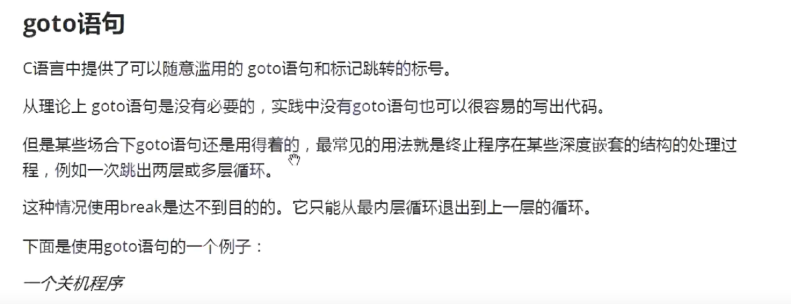 goto语句
C语言中提供了可以随意滥用的 goto语句和标记跳转的标号。
从理论上 goto语句是没有必要的，实践中没有goto语句也可以很容易的写出代码。
但是某些场合下goto语句还是用得着的，最常见的用法就是终止程序在某些深度嵌套的结构的处理过
程，例如一次跳出两层或多层循环。
这种情况使用break是达不到目的的。它只能从最内层循环退出到上一层的循环。
下面是使用goto语句的一个例子：
一个关机程序